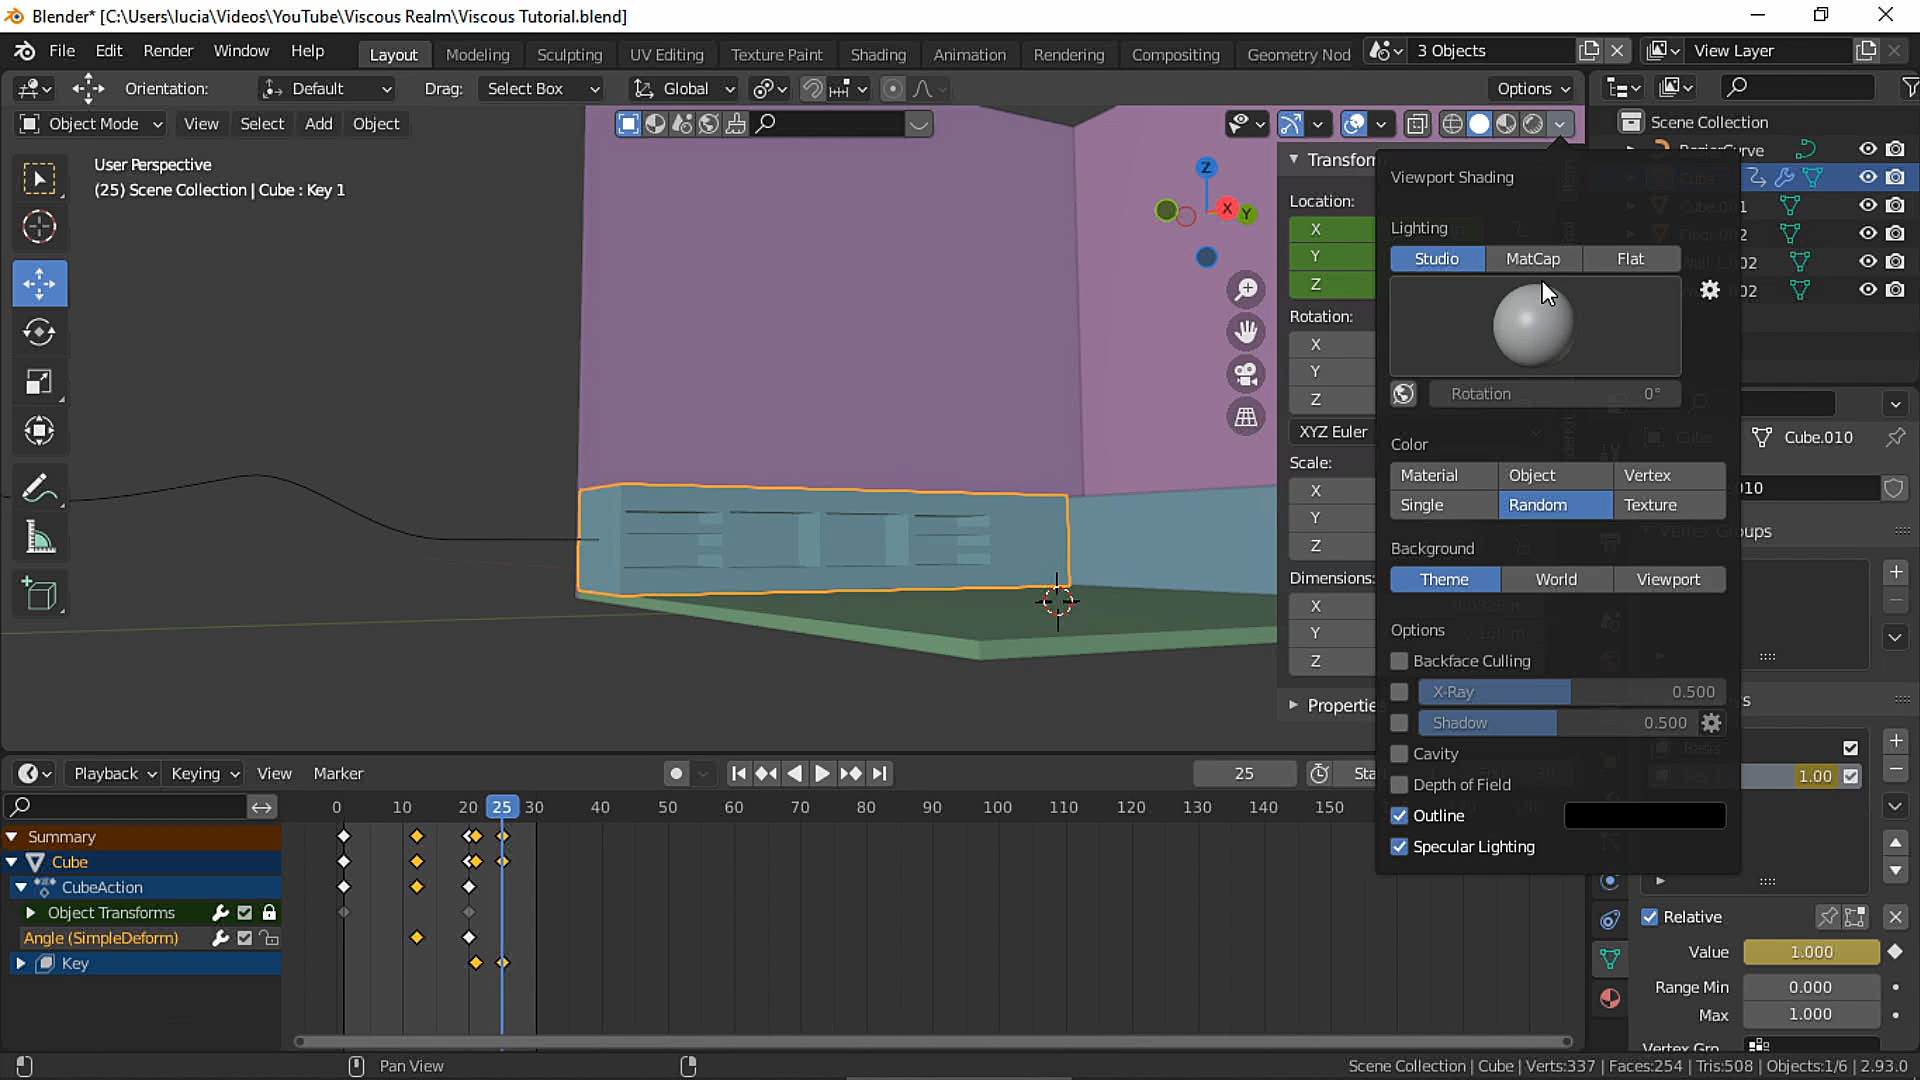 Blender* [C:\Users\lucia\Videos\YouTube\Viscous Realm\Viscous Tutorial.blend]
File Edit Render Window Help Layout Modeling Sculpting UV Editing Texture Paint Shading Animation Rendering Compositing Geometry Nod 3 Objects View Layer
Orientation: Default Drag: Select Box Global Options
Object Mode View Select Add Object
Scene Collection
User Perspective
(25) Scene Collection | Cube : Key 1
Z
X
Y
Transform
Location:
X
Y
Z
Rotation:
X
Y
Z
XYZ Euler
Scale:
X
Y
Z
Dimensions:
X
Y
Z
Viewport Shading
Lighting
Studio MatCap Flat
Rotation 0°
Color
Material Object Vertex
Single Random Texture
Background
Theme World Viewport
Options
Backface Culling
X-Ray 0.500
Shadow 0.500
Cavity
Depth of Field
Outline
Specular Lighting
Cube.010
Playback Keying View Marker 25 Sta
0 10 20 25 30 40 50 60 70 80 90 100 110 120 130 140 150
Summary
Cube
CubeAction
Object Transforms
Angle (SimpleDeform)
Key
1.00
Relative
Value 1.000
Range Min 0.000
Max 1.000
Vertex Gro
Pan View
Scene Collection | Cube | Verts:337 | Faces:254 | Tris:508 | Objects:1/6 | 2.93.0